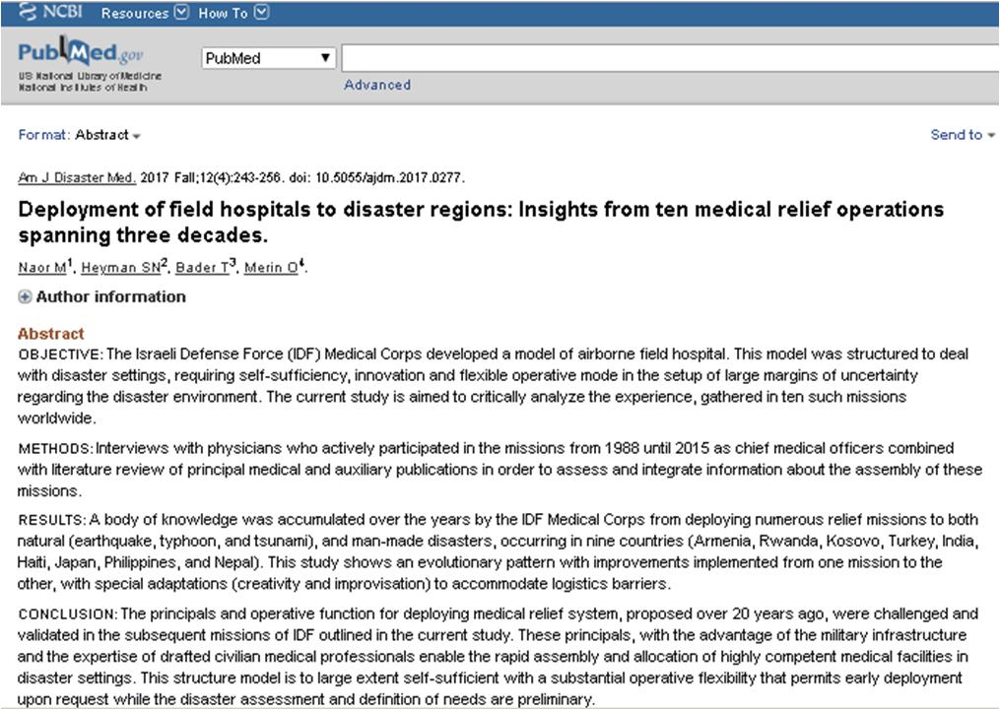 NCBI Resources How To
PubMed.gov
US National Library of Medicine
National Institutes of Health
PubMed
Advanced
Format: Abstract
Send to
Am J Disaster Med. 2017 Fall;12(4):243-256. doi: 10.5055/ajdm.2017.0277.
Deployment of field hospitals to disaster regions: Insights from ten medical relief operations
spanning three decades.
Naor M1, Heyman SN2, Bader T3, Merin O4.
Author information
Abstract
OBJECTIVE: The Israeli Defense Force (IDF) Medical Corps developed a model of airborne field hospital. This model was structured to deal
with disaster settings, requiring self-sufficiency, innovation and flexible operative mode in the setup of large margins of uncertainty
regarding the disaster environment. The current study is aimed to critically analyze the experience, gathered in ten such missions
worldwide.
METHODS: Interviews with physicians who actively participated in the missions from 1988 until 2015 as chief medical officers combined
with literature review of principal medical and auxiliary publications in order to assess and integrate information about the assembly of these
missions.
RESULTS: A body of knowledge was accumulated over the years by the IDF Medical Corps from deploying numerous relief missions to both
natural (earthquake, typhoon, and tsunami), and man-made disasters, occurring in nine countries (Armenia, Rwanda, Kosovo, Turkey, India,
Haiti, Japan, Philippines, and Nepal). This study shows an evolutionary pattern with improvements implemented from one mission to the
other, with special adaptations (creativity and improvisation) to accommodate logistics barriers.
CONCLUSION: The principals and operative function for deploying medical relief system, proposed over 20 years ago, were challenged and
validated in the subsequent missions of IDF outlined in the current study. These principals, with the advantage of the military infrastructure
and the expertise of drafted civilian medical professionals enable the rapid assembly and allocation of highly competent medical facilities in
disaster settings. This structure model is to large extent self-sufficient with a substantial operative flexibility that permits early deployment
upon request while the disaster assessment and definition of needs are preliminary.